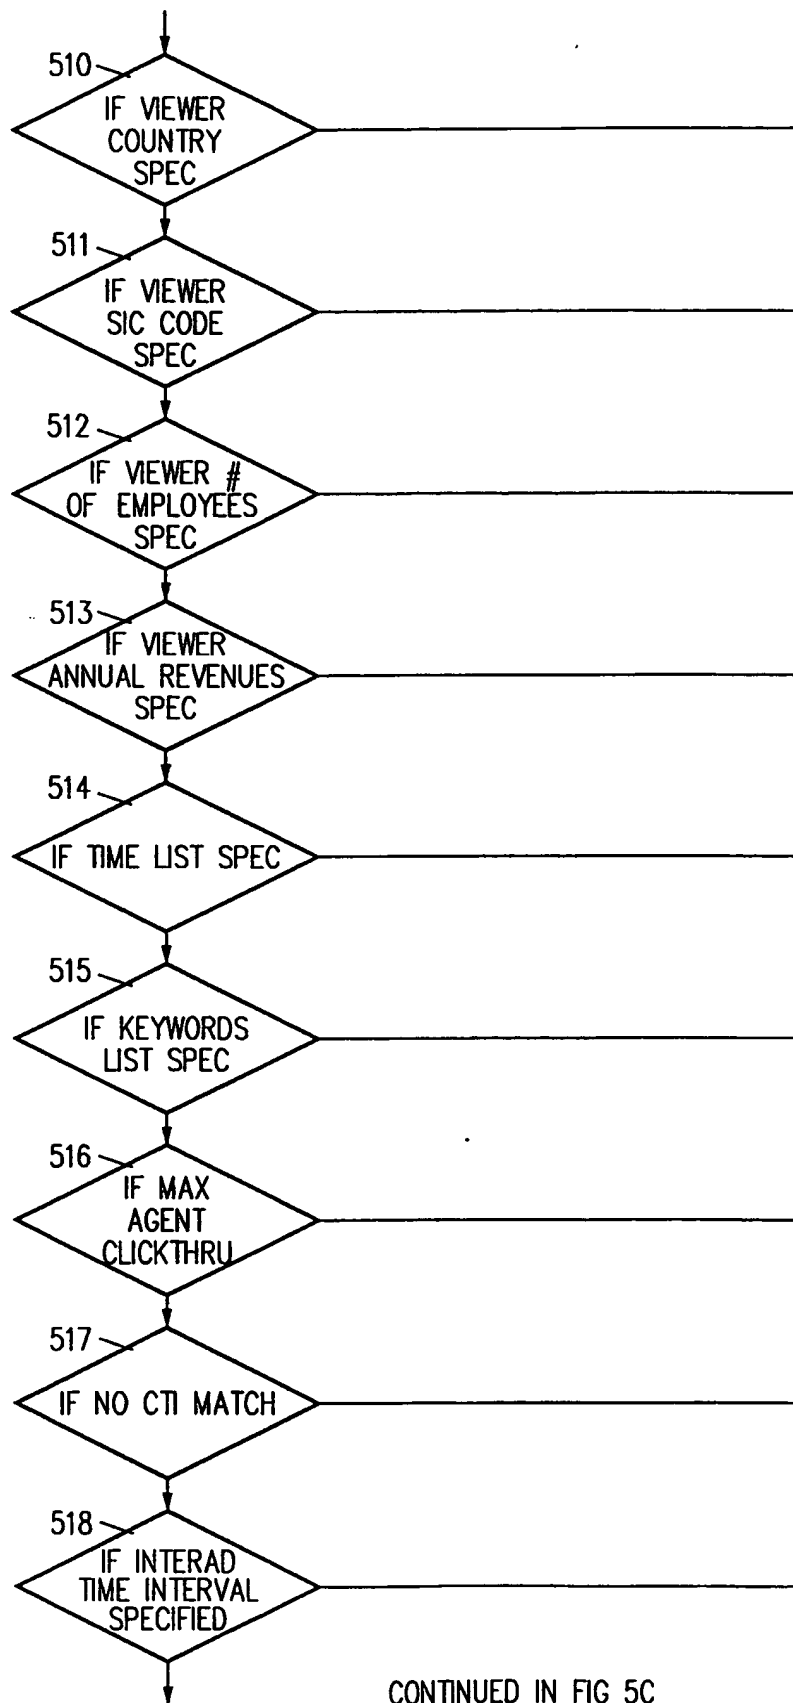 510
IF VIEWER
COUNTRY
SPEC
511
IF VIEWER
SIC CODE
SPEC
512
IF VIEWER #
OF EMPLOYEES
SPEC
513
IF VIEWER
ANNUAL REVENUES
SPEC
514
IF TIME LIST SPEC
515
IF KEYWORDS
LIST SPEC
516
IF MAX
AGENT
CLICKTHRU
517
IF NO CTI MATCH
518
IF INTERAD
TIME INTERVAL
SPECIFIED
CONTINUED IN FIG 5C